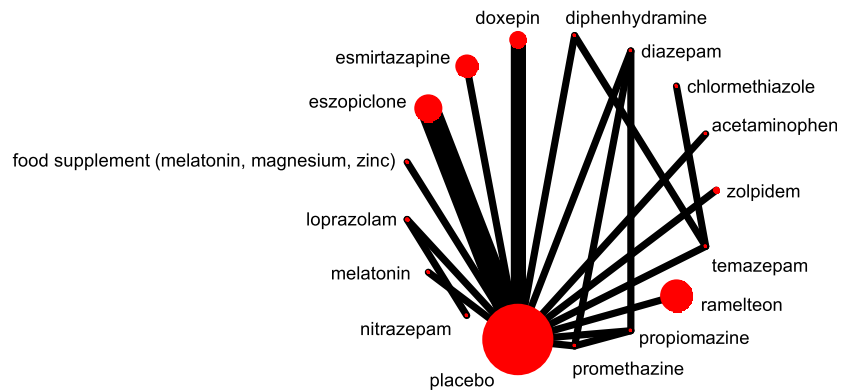 doxepin
diphenhydramine
esmirtazapine
diazepam
eszopiclone
chlormethiazole
acetaminophen
food supplement (melatonin, magnesium, zinc)
zolpidem
loprazolam
temazepam
melatonin
ramelteon
nitrazepam
propiomazine
promethazine
placebo